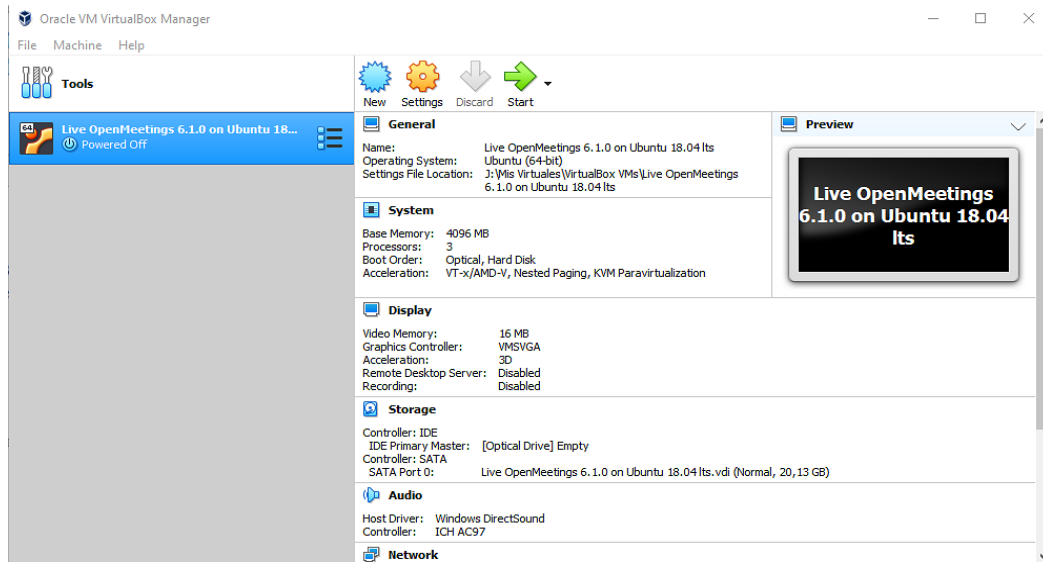 Oracle VM VirtualBox Manager
File Machine Help
Tools
New Settings Discard Start
64
Live OpenMeetings 6.1.0 on Ubuntu 18...
Powered Off
General
Name: Live OpenMeetings 6.1.0 on Ubuntu 18.04 lts
Operating System: Ubuntu (64-bit)
Settings File Location: J:\Mis Virtuales\VirtualBox VMs\Live OpenMeetings
6.1.0 on Ubuntu 18.04 lts
Preview
Live OpenMeetings
6.1.0 on Ubuntu 18.04
lts
System
Base Memory: 4096 MB
Processors: 3
Boot Order: Optical, Hard Disk
Acceleration: VT-x/AMD-V, Nested Paging, KVM Paravirtualization
Display
Video Memory: 16 MB
Graphics Controller: VMSVGA
Acceleration: 3D
Remote Desktop Server: Disabled
Recording: Disabled
Storage
Controller: IDE
IDE Primary Master: [Optical Drive] Empty
Controller: SATA
SATA Port 0: Live OpenMeetings 6.1.0 on Ubuntu 18.04 lts.vdi (Normal, 20,13 GB)
Audio
Host Driver: Windows DirectSound
Controller: ICH AC97
Network